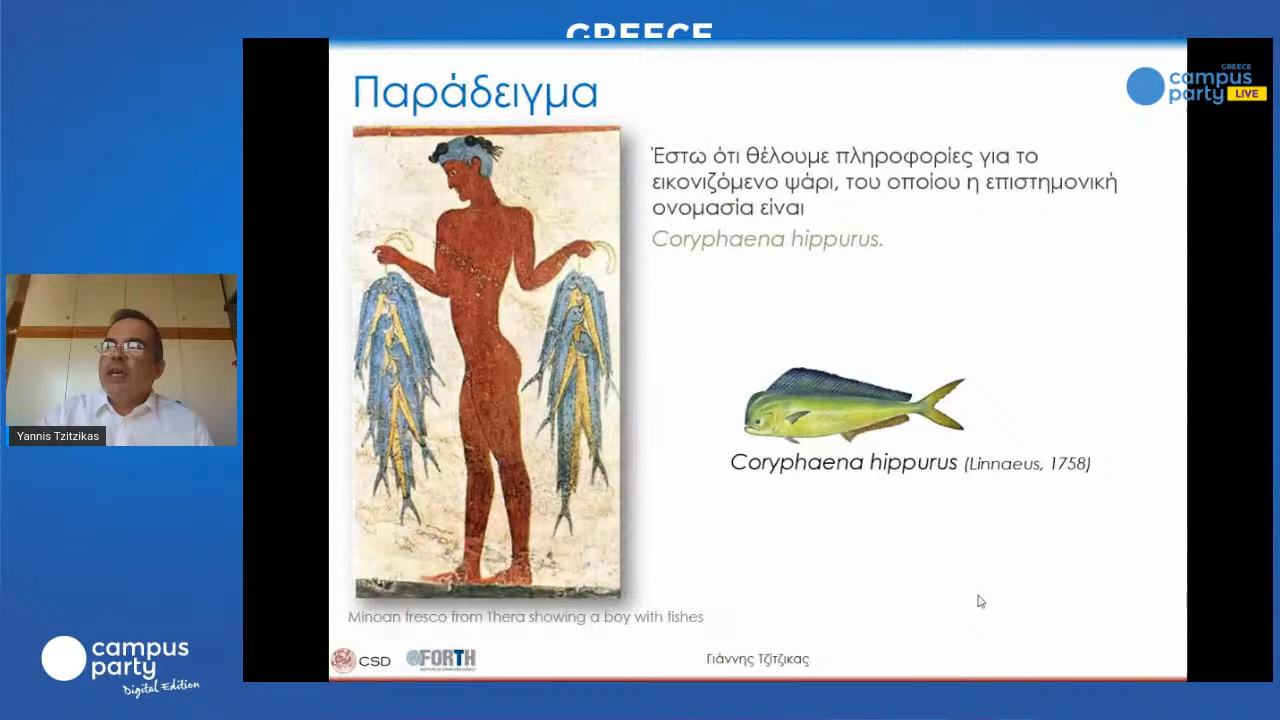 GREECE
GREECE
campus
party LIVE
Παράδειγμα
Έστω ότι θέλουμε πληροφορίες για το
εικονιζόμενο ψάρι, του οποίου η επιστημονική
ονομασία είναι
Coryphaena hippurus.
Coryphaena hippurus (Linnaeus, 1758)
Yannis Tzitzikas
Minoan fresco from Thera showing a boy with fishes
CSD
FORTH
Γιάννης Τζίτζικας
campus
party
Digital Edition